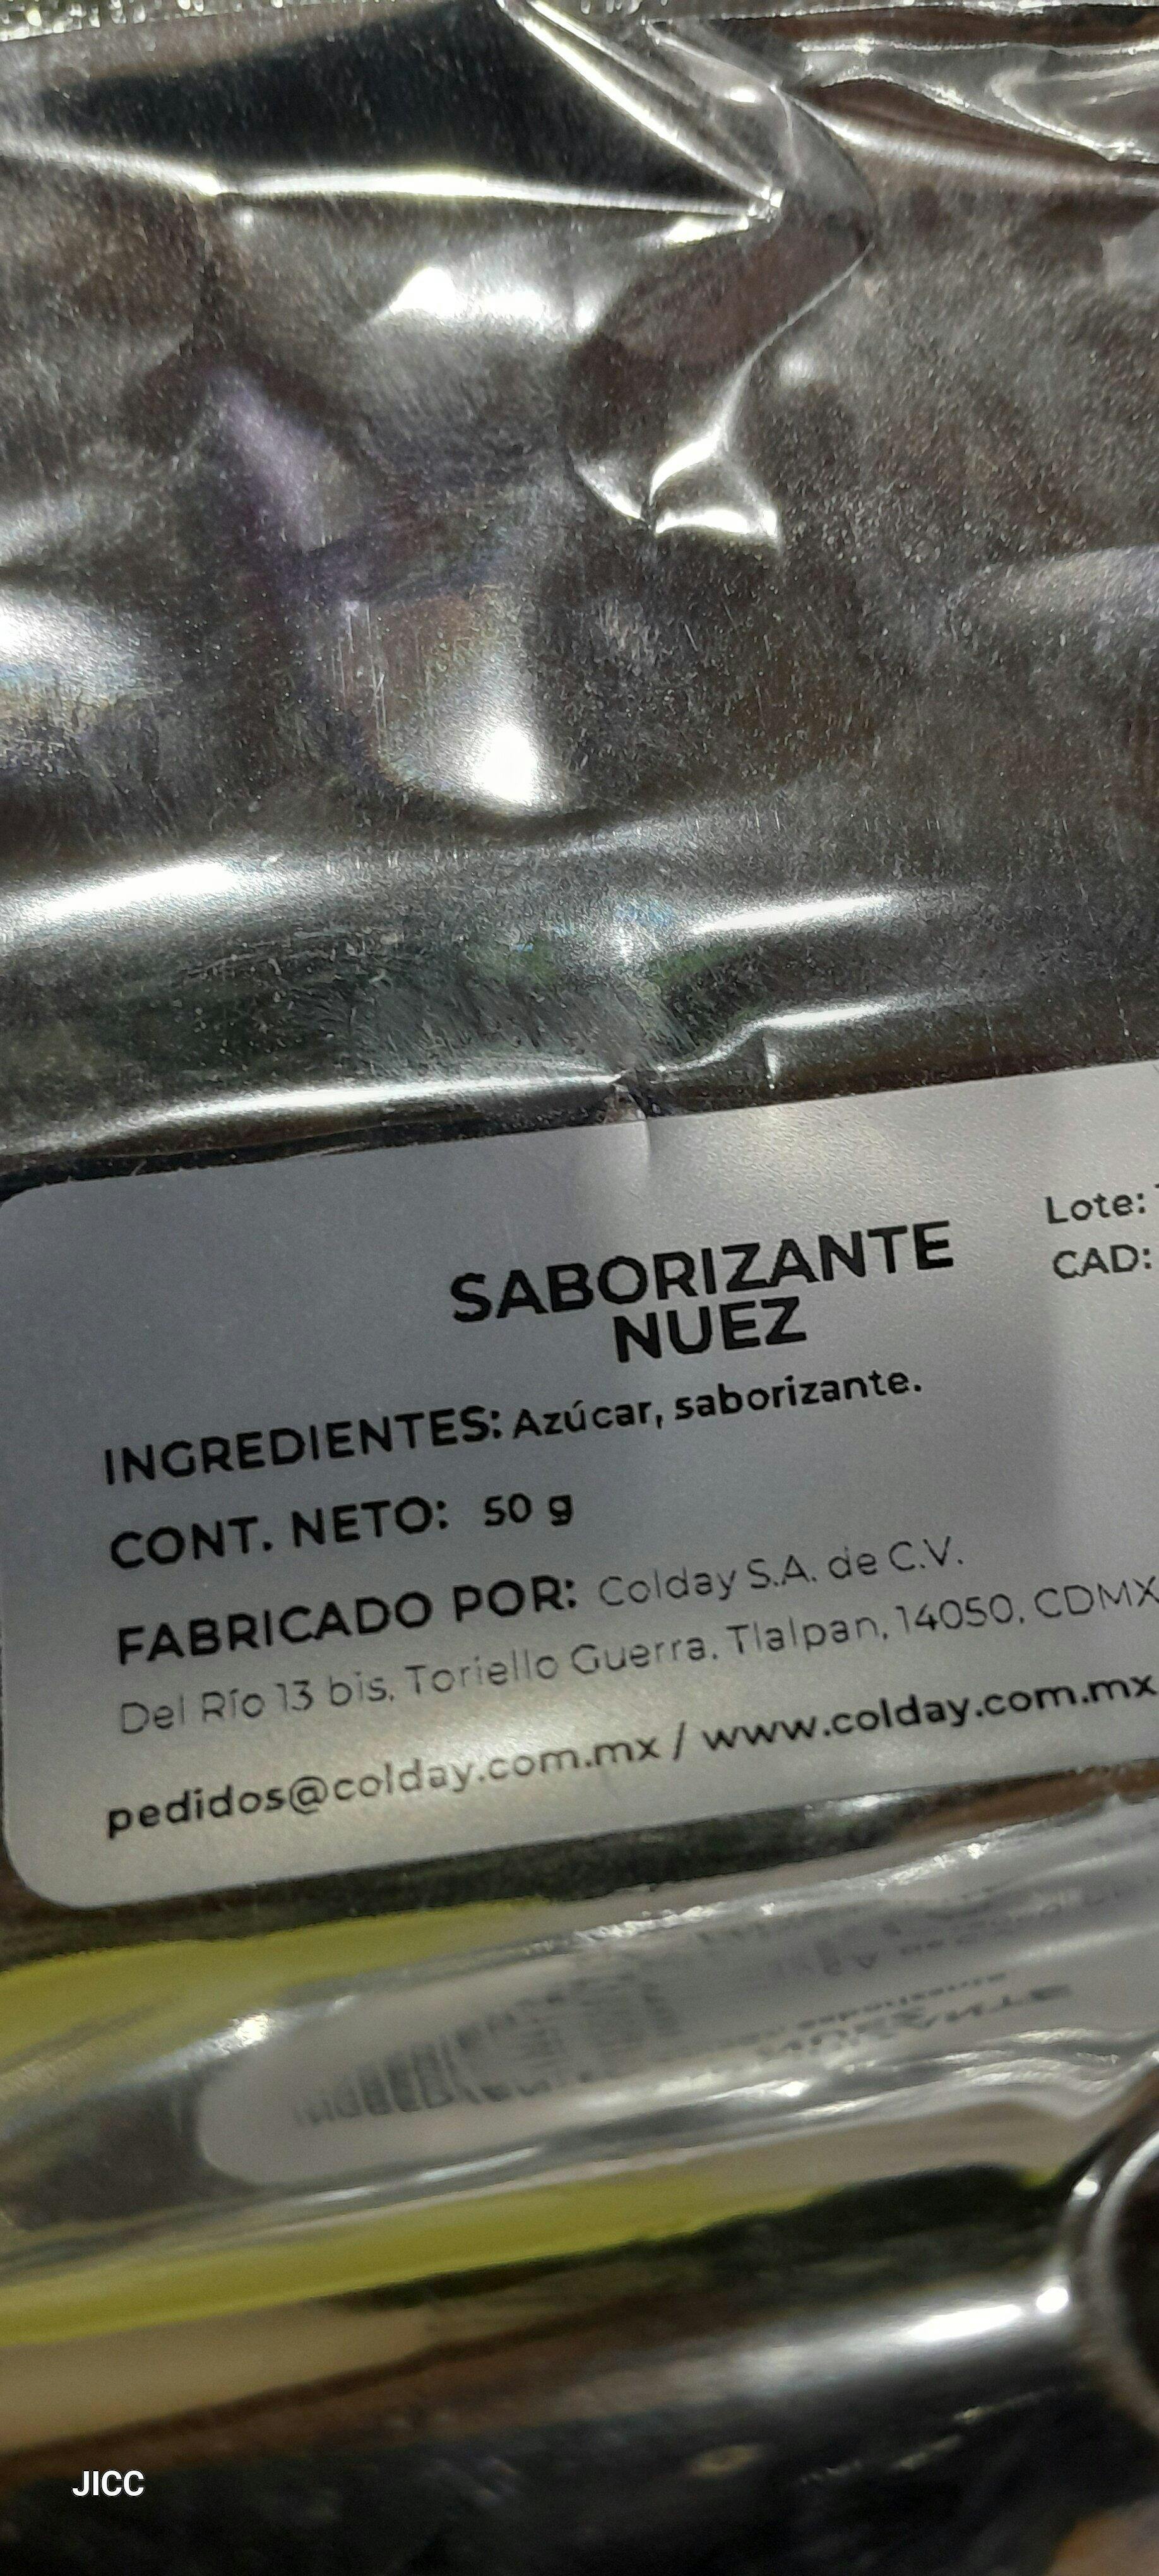 SABORIZANTE
NUEZ
Lote:
CAD:
INGREDIENTES: Azúcar, saborizante.
CONT. NETO: 50 g
FABRICADO POR: Colday S.A. de C.V.
Del Río 13 bis, Toriello Guerra, Tlalpan, 14050, CDMX
pedidos@colday.com.mx / www.colday.com.mx
JICC